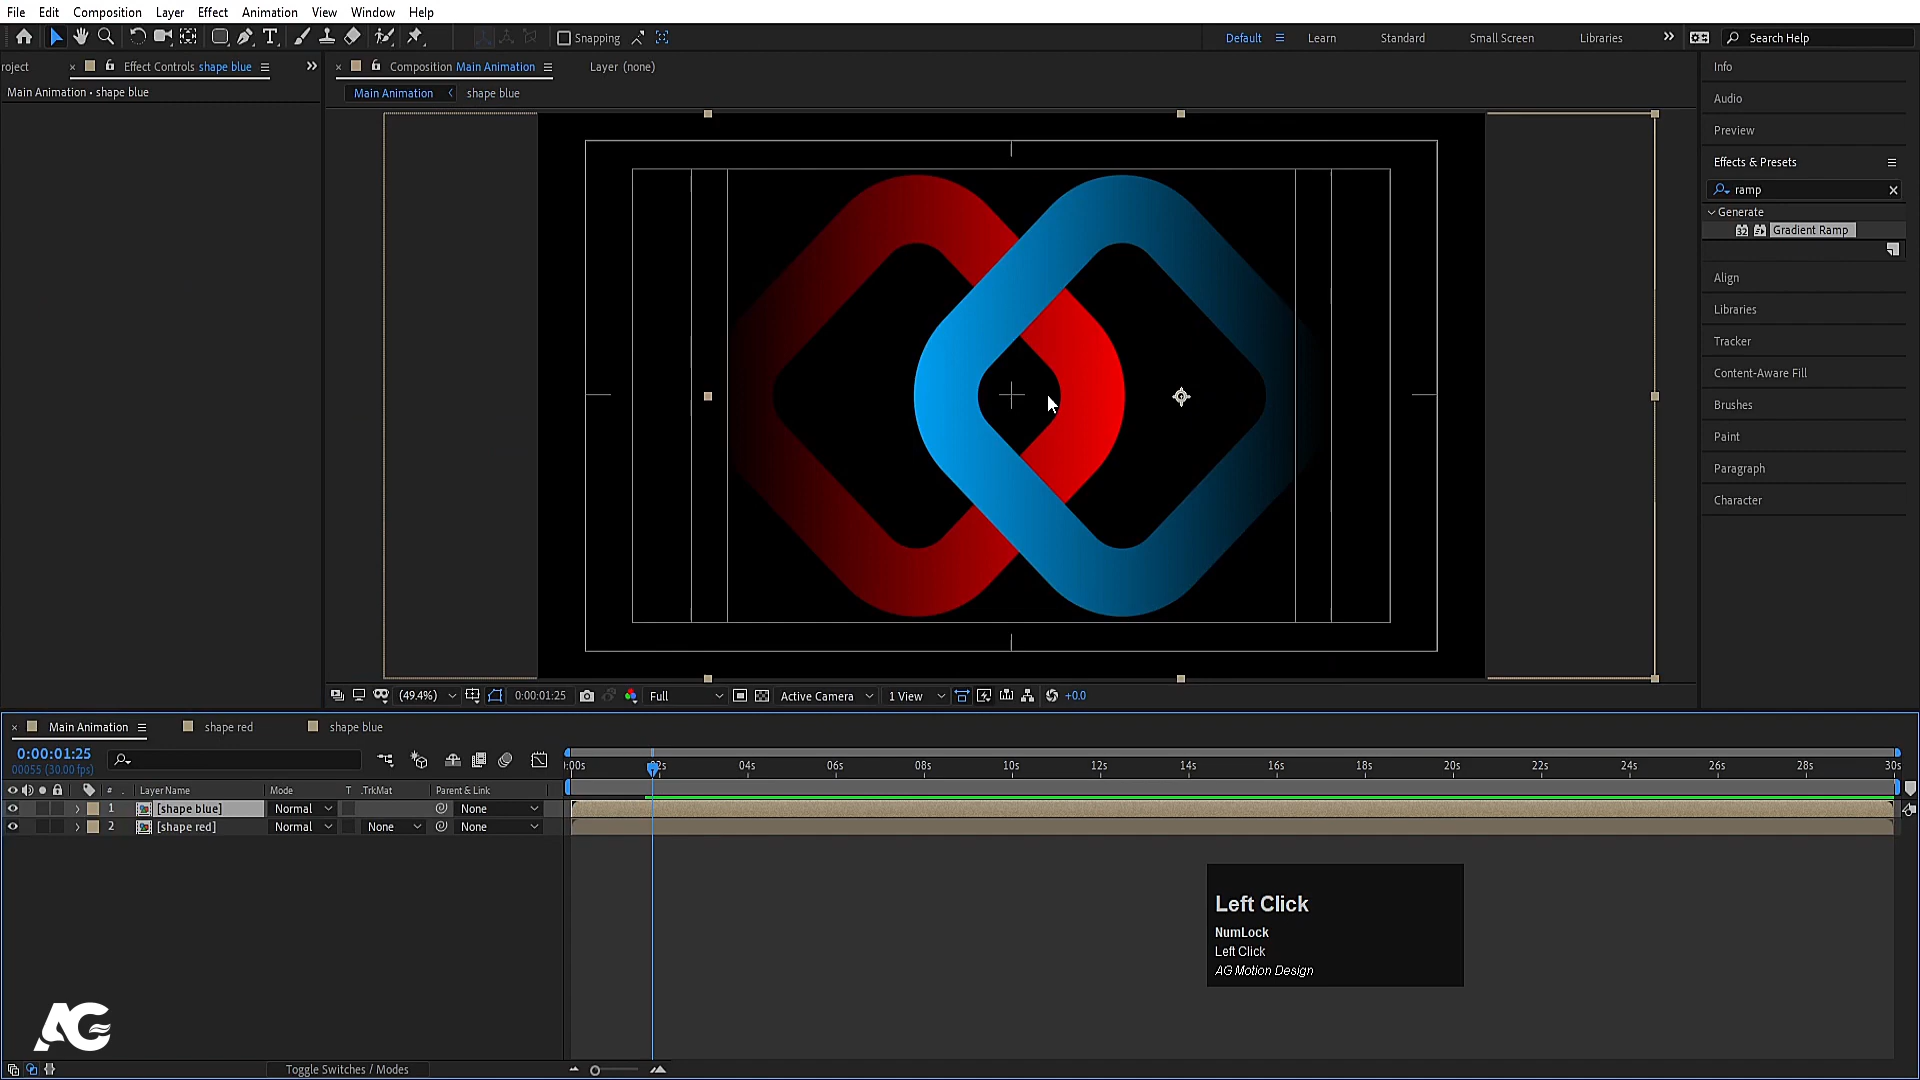 File Edit Composition Layer Effect Animation View Window Help
Snapping
Default Learn Standard Small Screen Libraries Search Help
roject Effect Controls shape blue
Main Animation • shape blue
Composition Main Animation Layer (none)
Main Animation shape blue
Info
Audio
Preview
Effects & Presets
ramp
Generate
32 Gradient Ramp
Align
Libraries
Tracker
Content-Aware Fill
Brushes
Paint
Paragraph
Character
(49.4%) 0:00:01:25 Full Active Camera 1 View +0.0
Main Animation shape red shape blue
0:00:01:25
00055 (30.00 fps)
):00s 02s 04s 06s 08s 10s 12s 14s 16s 18s 20s 22s 24s 26s 28s 30s
# Layer Name Mode T .TrkMat Parent & Link
1 [shape blue] Normal None
2 [shape red] Normal None None
Left Click
NumLock
Left Click
AG Motion Design
AG
Toggle Switches / Modes